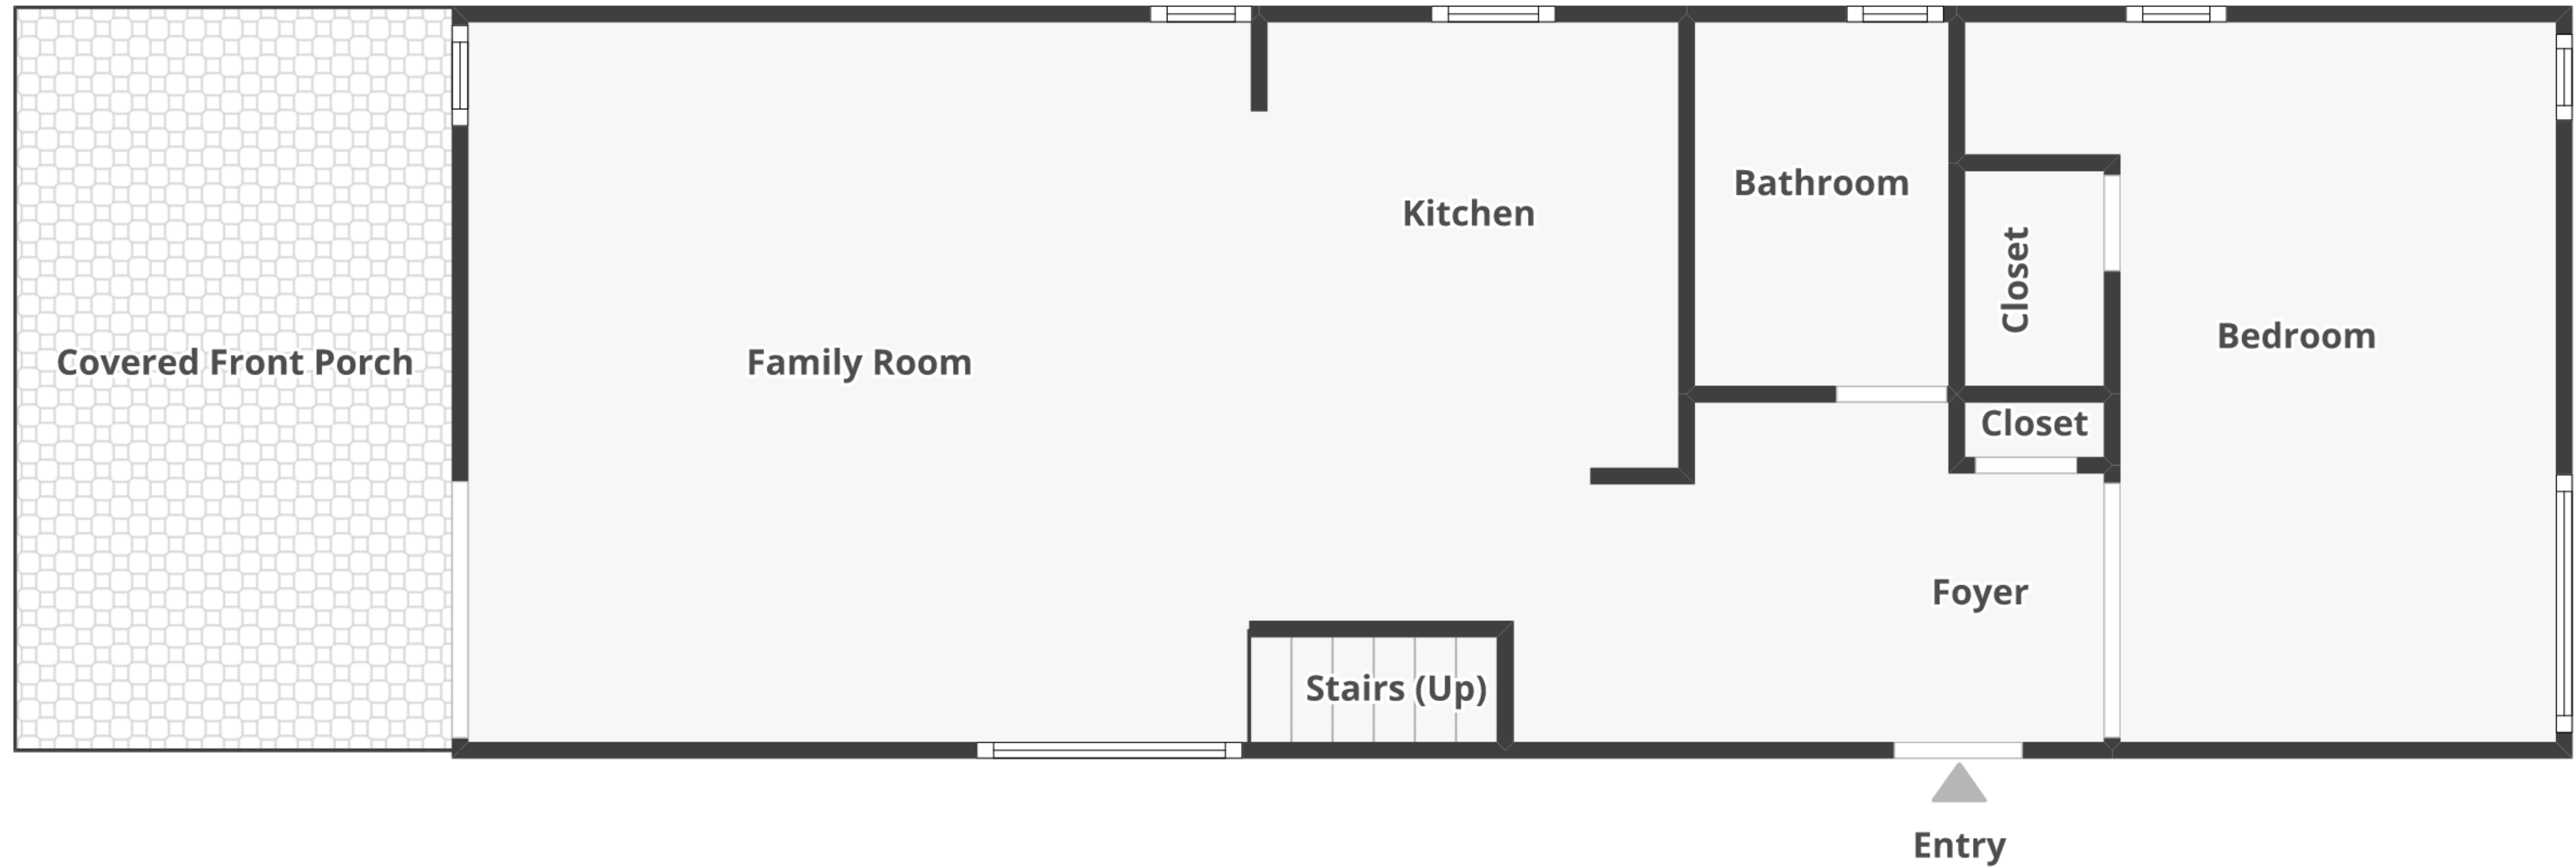 Covered Front Porch
Family Room
Kitchen
Bathroom
Closet
Closet
Bedroom
Foyer
Stairs (Up)
Entry